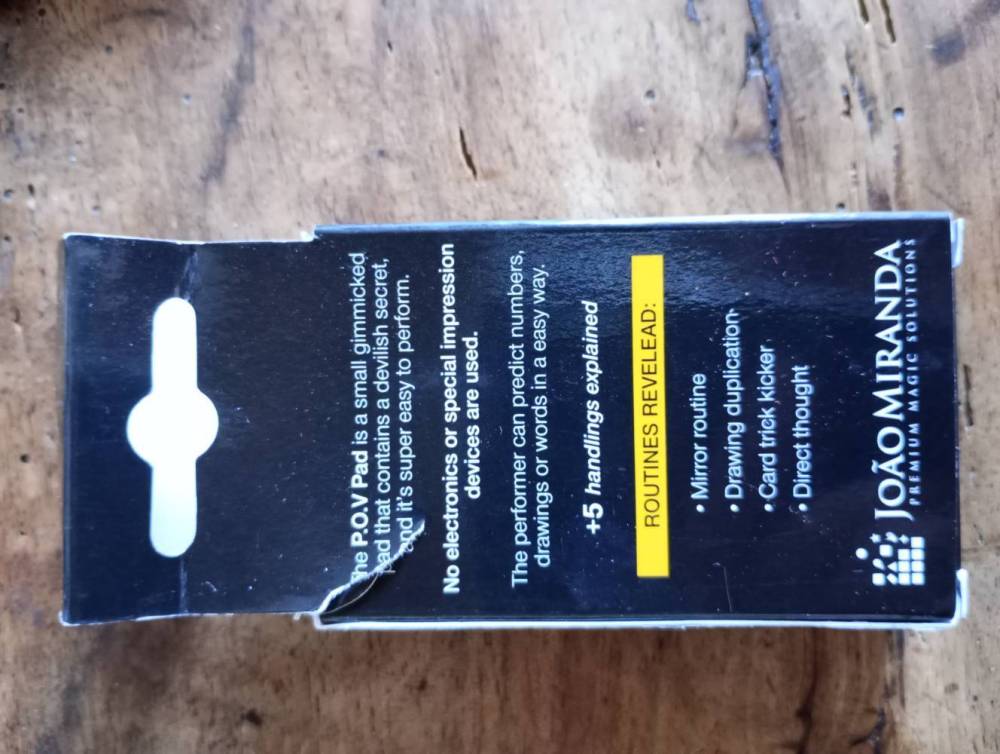 The P.O.V Pad is a small gimmicked
pad that contains a devilish secret,
and it's super easy to perform.
No electronics or special impression
devices are used.
The performer can predict numbers,
drawings or words in a easy way.
+5 handlings explained
ROUTINES REVELEAD:
• Mirror routine
• Drawing duplication
• Card trick kicker
• Direct thought
JOÃO MIRANDA
PREMIUM MAGIC SOLUTIONS